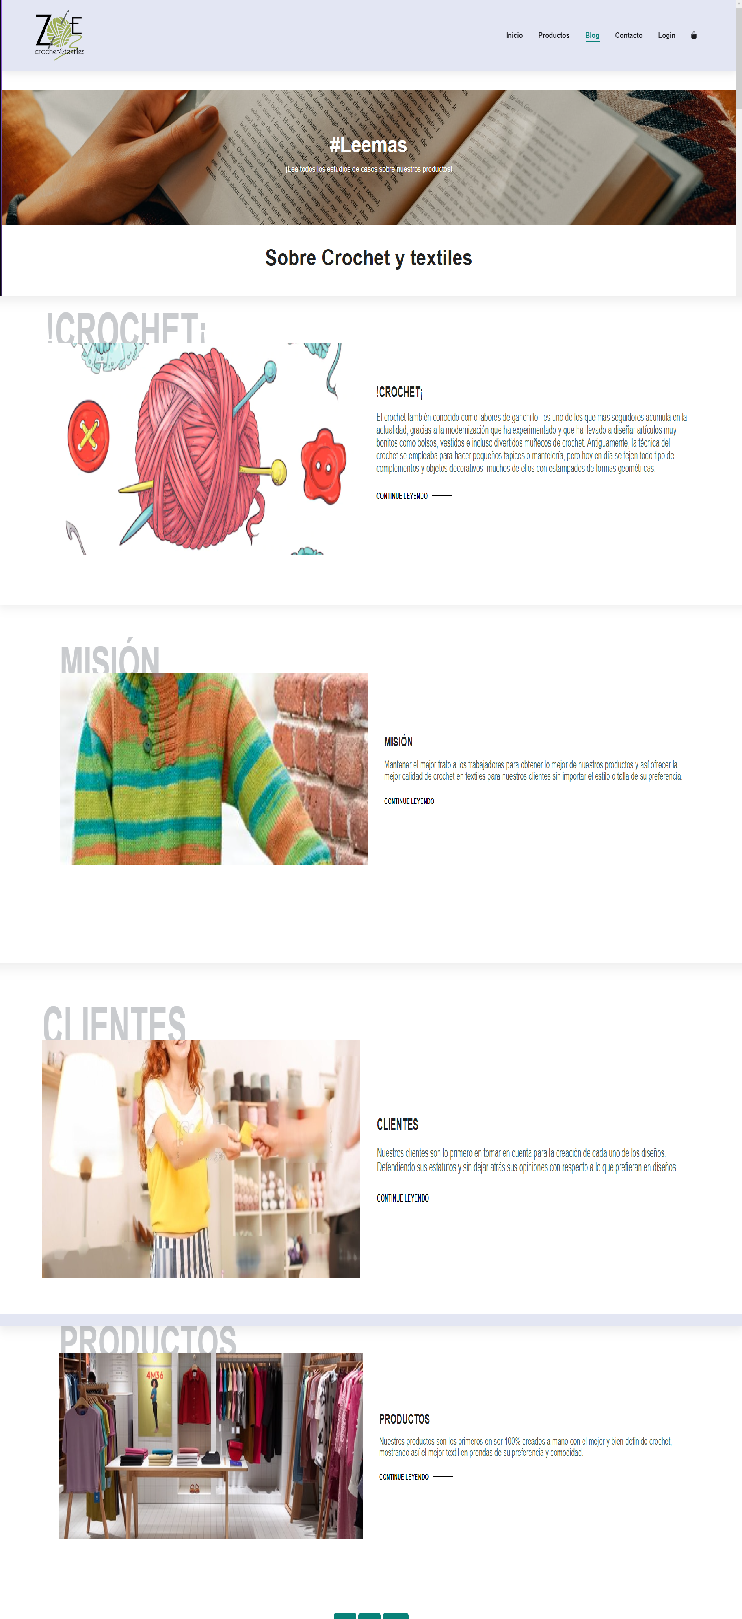 ZOE
crochet&textiles
Inicio Productos Blog Contacto Login
#Leemas
¡Lea todos los estudios de casos sobre nuestros productos!
Sobre Crochet y textiles
!CROCHET¡
!CROCHET¡
El crochet también conocido como labores de ganchillo es uno de los que mas seguidores acumula en la
actualidad, gracias a la modernización que ha experimentado y que ha llevado a diseñar artículos muy
bonitos como bolsos, vestidos e incluso divertidos muñecos de crochet. Antiguamente, la técnica del
crochet se empleaba para hacer pequeños tapices o mantelería, pero hoy en día se tejen todo tipo de
complementos y objetos decorativos, muchos de ellos con estampados de formas geométricas
CONTINUE LEYENDO
MISIÓN
MISIÓN
Mantener el mejor trato a los trabajadores para obtener lo mejor de nuestros productos y así ofrecer la
mejor calidad de crochet en textiles para nuestros clientes sin importar el estilo o talla de su preferencia.
CONTINUE LEYENDO
CLIENTES
CLIENTES
Nuestros clientes son lo primero en tomar en cuenta para la creación de cada uno de los diseños.
Defendiendo sus estatutos y sin dejar atrás sus opiniones con respecto a lo que prefieran en diseños
CONTINUE LEYENDO
PRODUCTOS
4M36
PRODUCTOS
Nuestros productos son los primeros en ser 100% creados a mano con el mejor y bien definido crochet,
mostrando así el mejor textil en prendas de su preferencia y comodidad.
CONTINUE LEYENDO